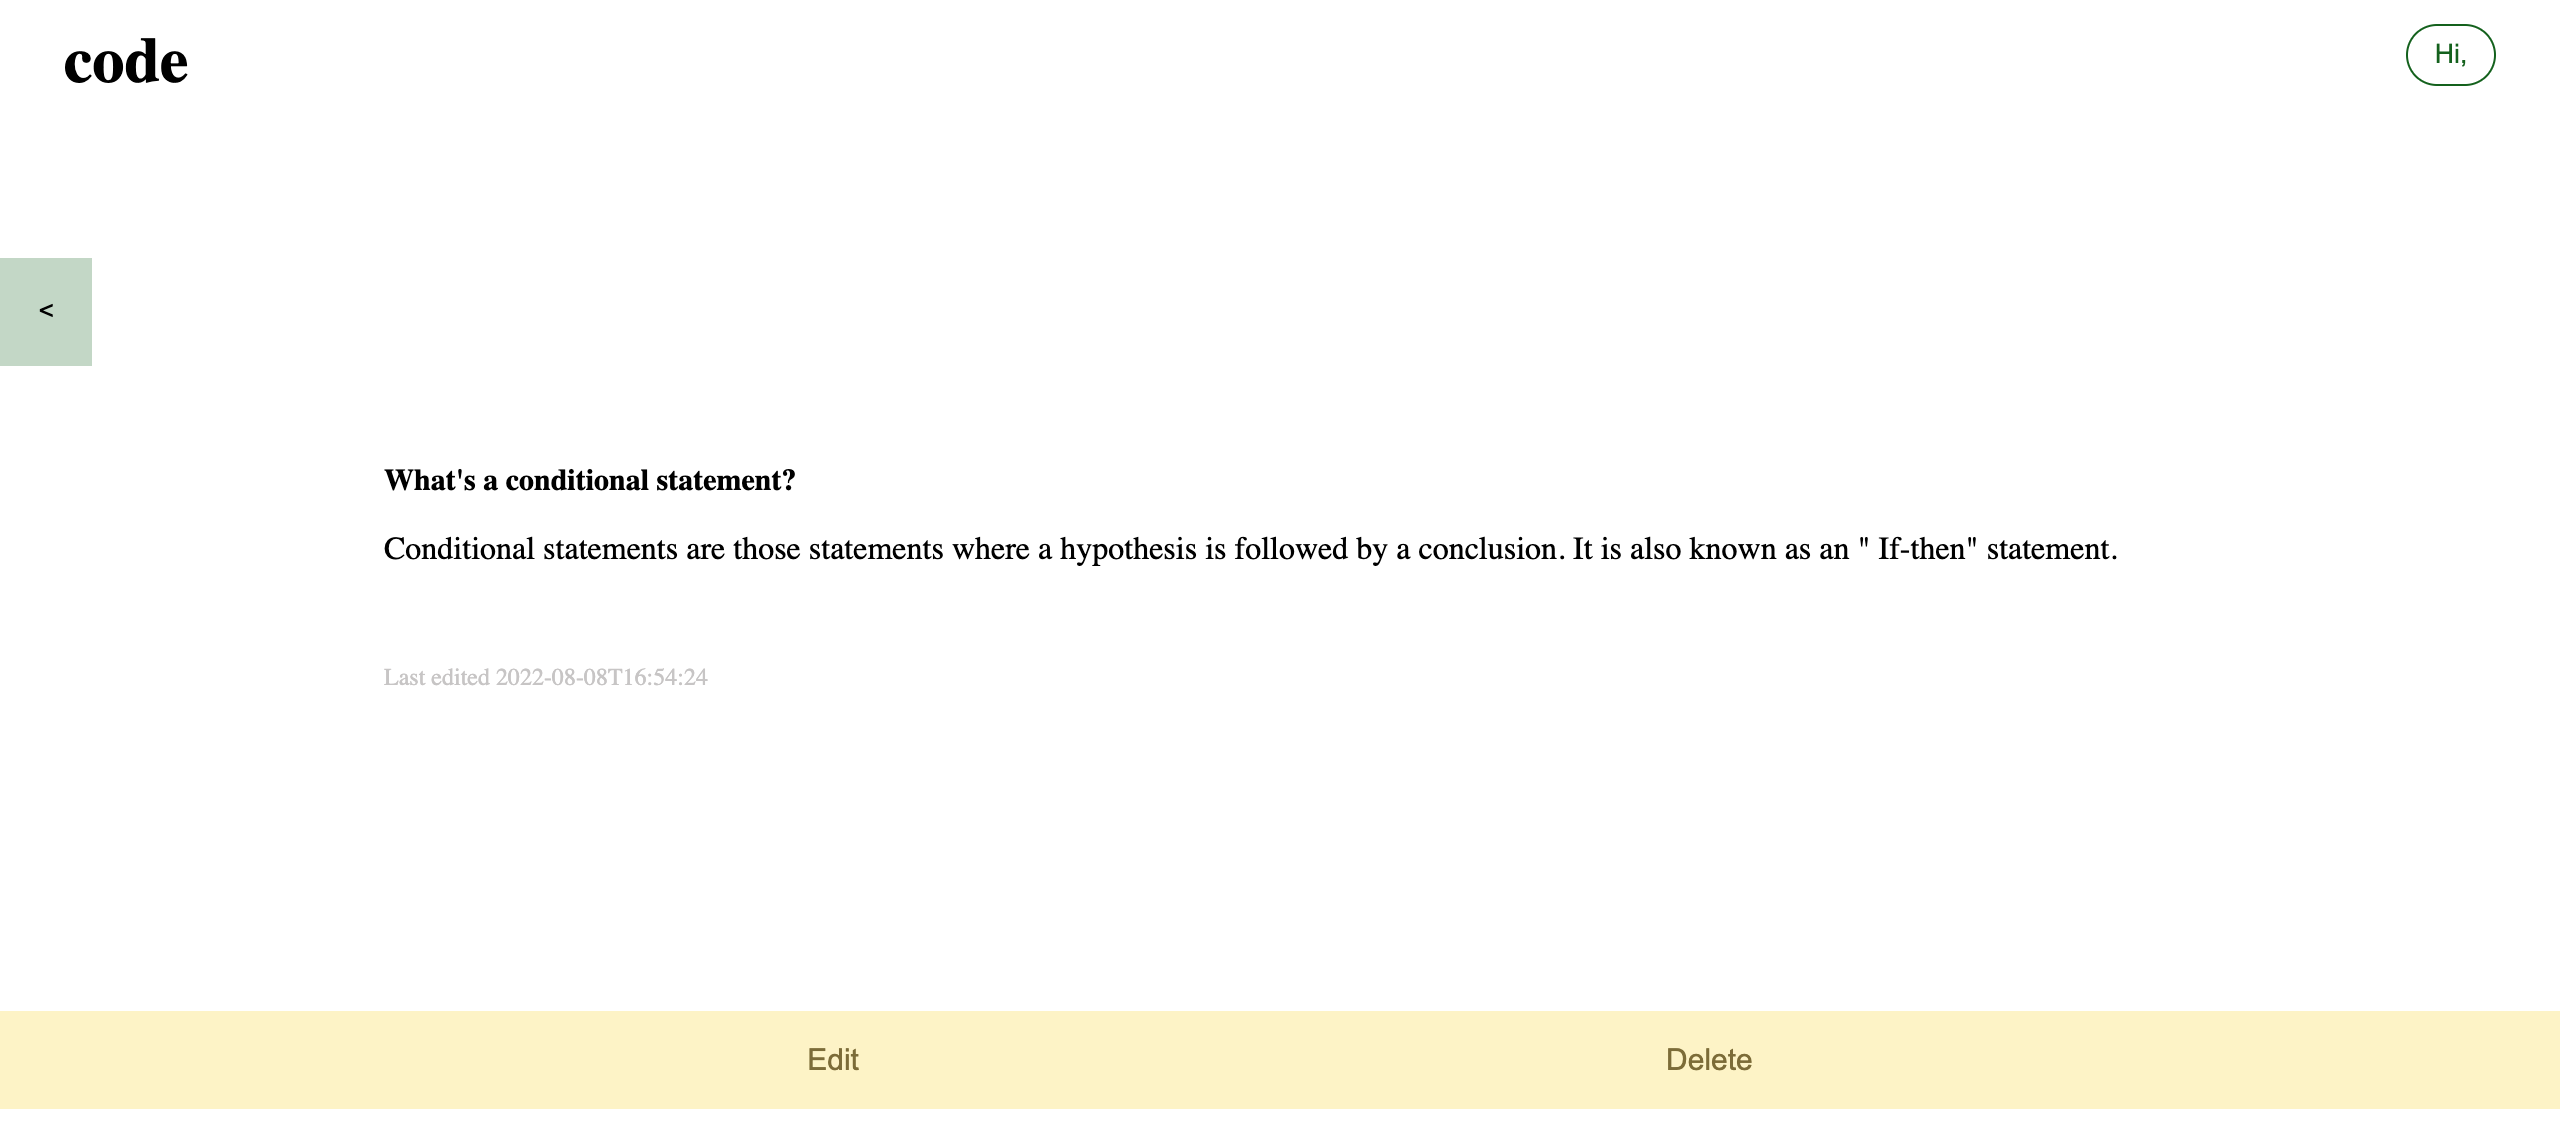 code
Hi,
<
What's a conditional statement?
Conditional statements are those statements where a hypothesis is followed by a conclusion. It is also known as an " If-then" statement.
Last edited 2022-08-08T16:54:24
Edit
Delete